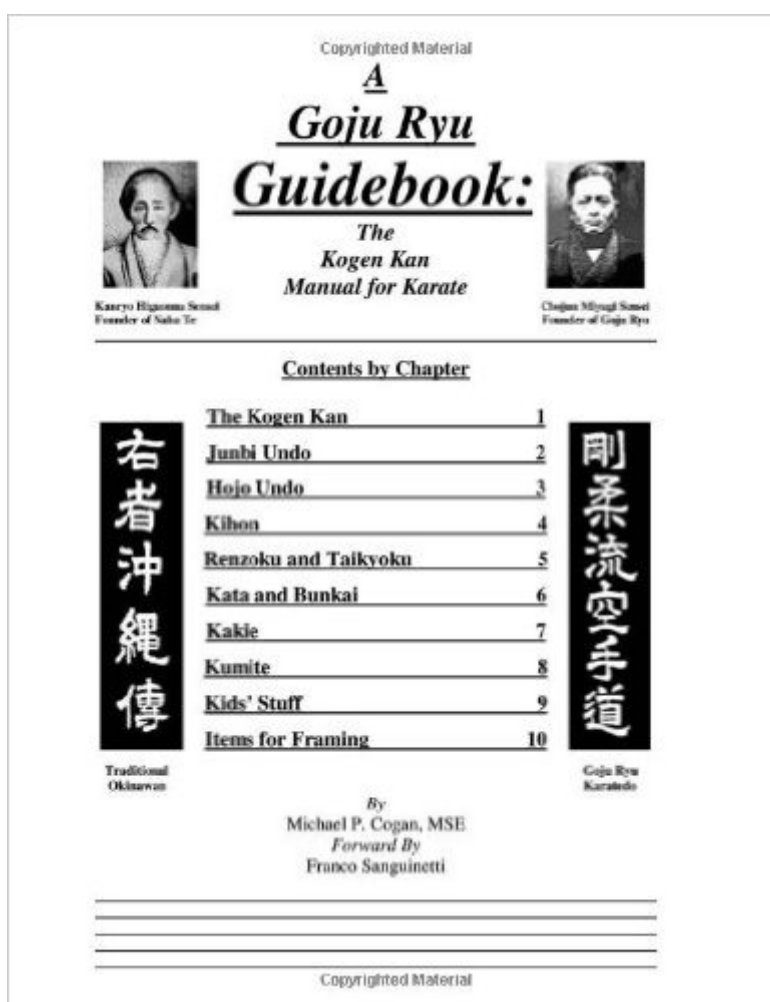 Copyrighted Material
A
Goju Ryu
Guidebook:
The
Kogen Kan
Manual for Karate
Kanryo Higaonna Sensei
Founder of Naha Te
Chojun Miyagi Sensei
Founder of Goju Ryu
Contents by Chapter
The Kogen Kan 1
Junbi Undo 2
Hojo Undo 3
Kihon 4
Renzoku and Taikyoku 5
Kata and Bunkai 6
Kakie 7
Kumite 8
Kids' Stuff 9
Items for Framing 10
右者沖縄傳
Traditional
Okinawan
剛柔流空手道
Goju Ryu
Karatedo
By
Michael P. Cogan, MSE
Forward By
Franco Sanguinetti
Copyrighted Material